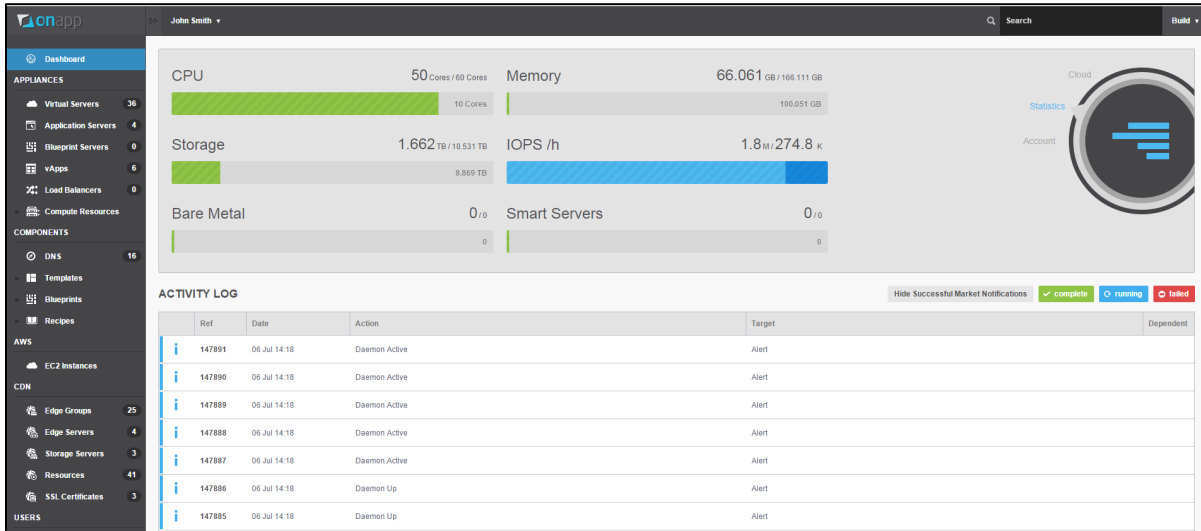 onapp
John Smith
Search
Build
Dashboard
APPLIANCES
Virtual Servers 36
Application Servers 4
Blueprint Servers 0
vApps 6
Load Balancers 0
Compute Resources
COMPONENTS
DNS 16
Templates
Blueprints
Recipes
AWS
EC2 Instances
CDN
Edge Groups 25
Edge Servers 4
Storage Servers 3
Resources 41
SSL Certificates 3
USERS
CPU 50 Cores / 60 Cores
10 Cores
Memory 66.061 GB / 166.111 GB
100.051 GB
Storage 1.662 TB / 10.531 TB
8.869 TB
IOPS /h 1.8 M / 274.8 K
Bare Metal 0 / 0
0
Smart Servers 0 / 0
0
Cloud
Statistics
Account
ACTIVITY LOG
Hide Successful Market Notifications complete running failed
Ref Date Action Target Dependent
147891 06 Jul 14:18 Daemon Active Alert
147890 06 Jul 14:18 Daemon Active Alert
147889 06 Jul 14:18 Daemon Active Alert
147888 06 Jul 14:18 Daemon Active Alert
147887 06 Jul 14:18 Daemon Active Alert
147886 06 Jul 14:18 Daemon Up Alert
147885 06 Jul 14:18 Daemon Up Alert